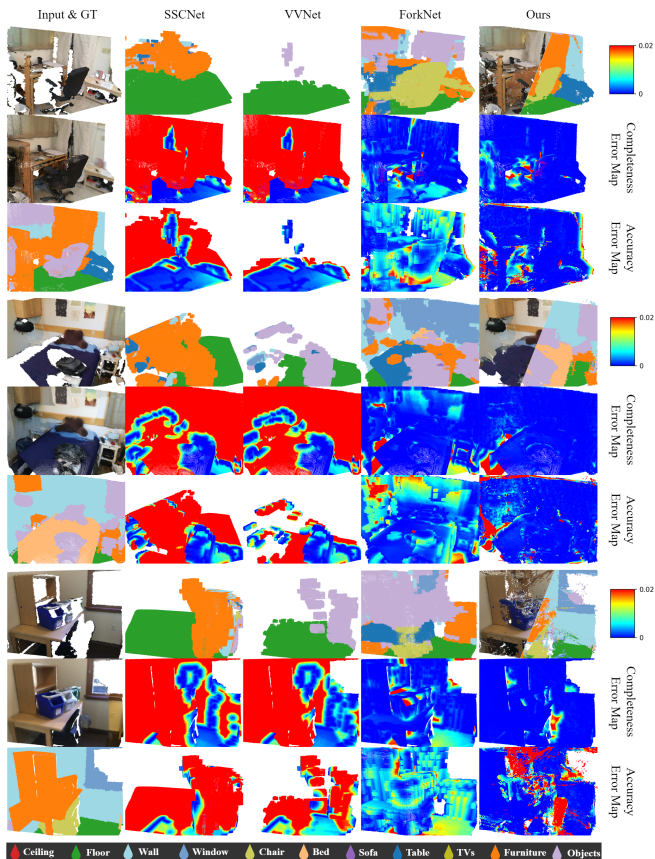 Input & GT SSCNet VVNet ForkNet Ours
0.02
0
Completeness
Error Map
Accuracy
Error Map
0.02
0
Completeness
Error Map
Accuracy
Error Map
0.02
0
Completeness
Error Map
Accuracy
Error Map
Ceiling Floor Wall Window Chair Bed Sofa Table TVs Furniture Objects